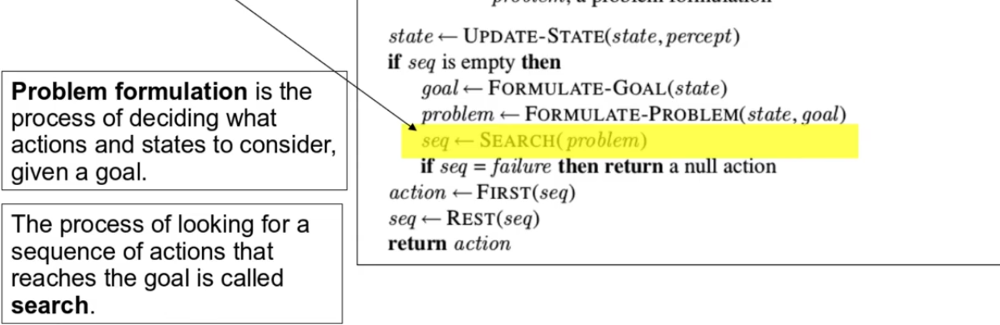 problem, a problem formulation
state ← UPDATE-STATE(state, percept)
if seq is empty then
goal ← FORMULATE-GOAL(state)
problem ← FORMULATE-PROBLEM(state, goal)
seq ← SEARCH(problem)
if seq = failure then return a null action
action ← FIRST(seq)
seq ← REST(seq)
return action
Problem formulation is the
process of deciding what
actions and states to consider,
given a goal.
The process of looking for a
sequence of actions that
reaches the goal is called
search.